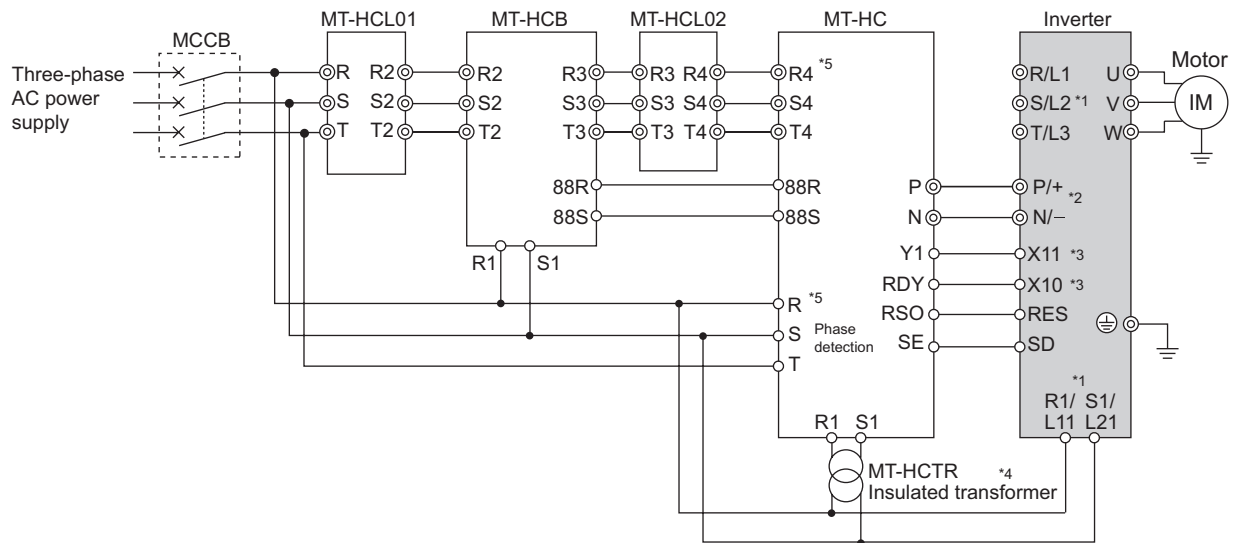 MT-HCL01 MT-HCB MT-HCL02 MT-HC Inverter
MCCB
Motor
Three-phase
AC power
supply
R R2 R2 R3 R3 R4 R4 *5 R/L1 U
S S2 S2 S3 S3 S4 S4 S/L2 *1 V IM
T T2 T2 T3 T3 T4 T4 T/L3 W
88R 88R P P/+
*2
88S 88S N N/−
Y1 X11 *3
R1 S1
RDY X10 *3
R *5
RSO RES
S Phase
detection
SE SD
T
*1
R1/ S1/
L11 L21
R1 S1
MT-HCTR *4
Insulated transformer